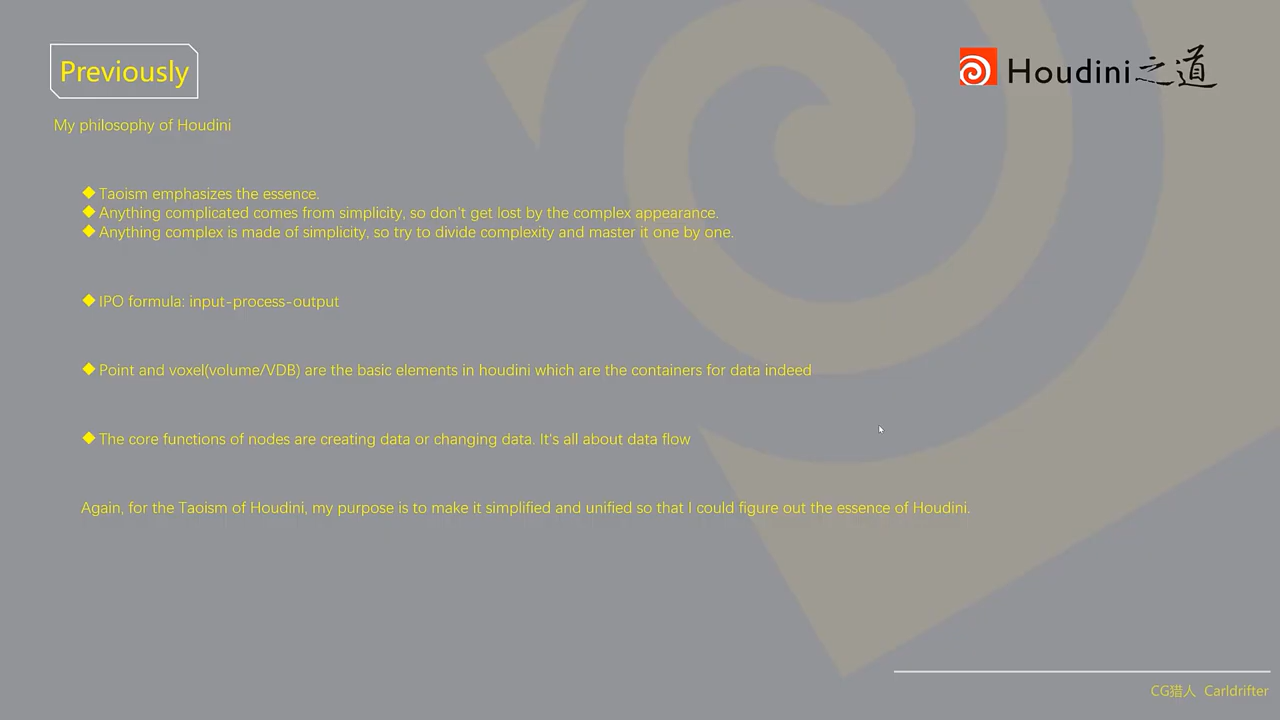 Previously
Houdini之道
My philosophy of Houdini
◆Taoism emphasizes the essence.
◆Anything complicated comes from simplicity, so don't get lost by the complex appearance.
◆Anything complex is made of simplicity, so try to divide complexity and master it one by one.
◆IPO formula: input-process-output
◆Point and voxel(volume/VDB) are the basic elements in houdini which are the containers for data indeed
◆The core functions of nodes are creating data or changing data. It's all about data flow
Again, for the Taoism of Houdini, my purpose is to make it simplified and unified so that I could figure out the essence of Houdini.
CG猎人 Carldrifter